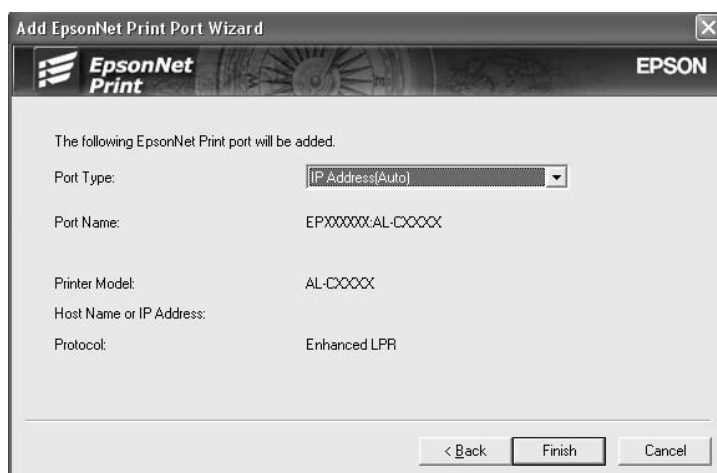 Add EpsonNet Print Port Wizard
EpsonNet
Print
EPSON
The following EpsonNet Print port will be added.
Port Type: IP Address(Auto)
Port Name: EPXXXXXX:AL-CXXXX
Printer Model: AL-CXXXX
Host Name or IP Address:
Protocol: Enhanced LPR
< Back Finish Cancel